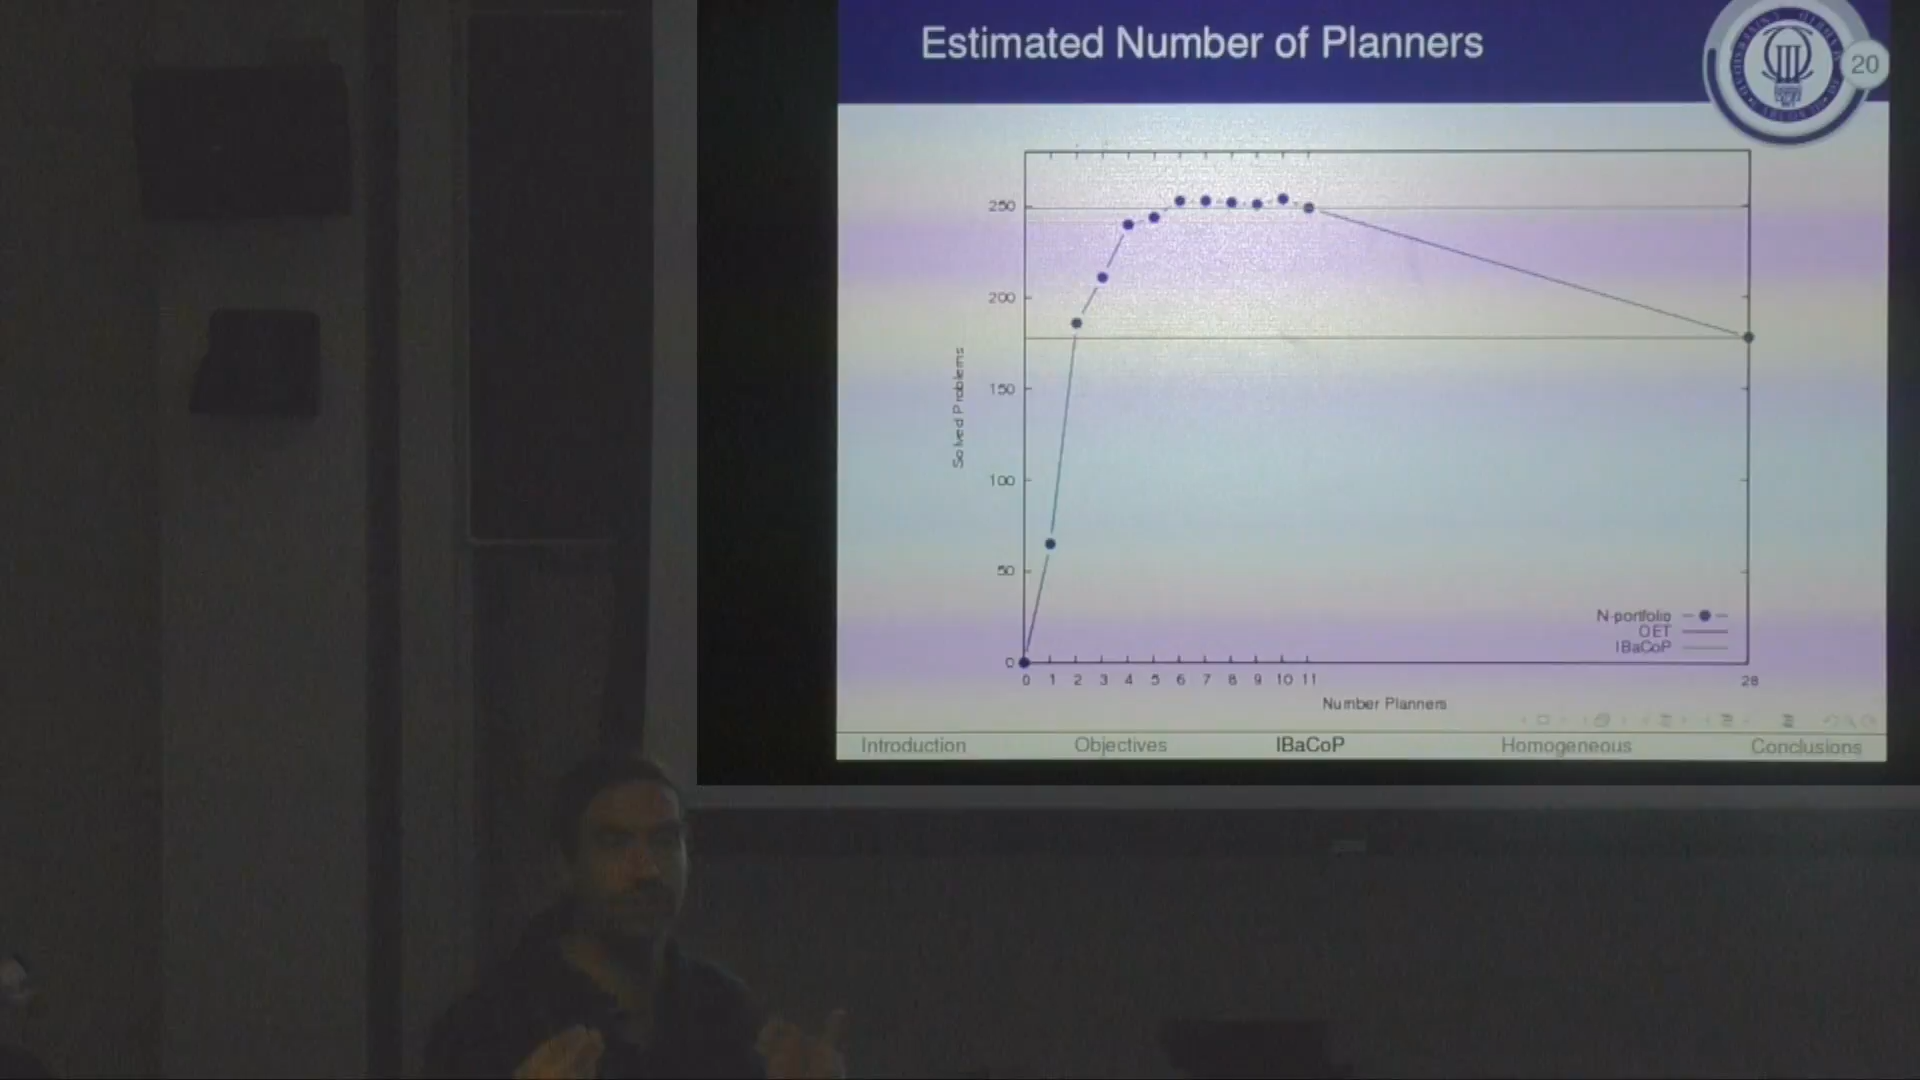 Estimated Number of Planners
20
250
200
150
100
50
0
Solved Problems
N-portfolio
OET
IBaCoP
0 1 2 3 4 5 6 7 8 9 10 11 28
Number Planners
Introduction Objectives IBaCoP Homogeneous Conclusions